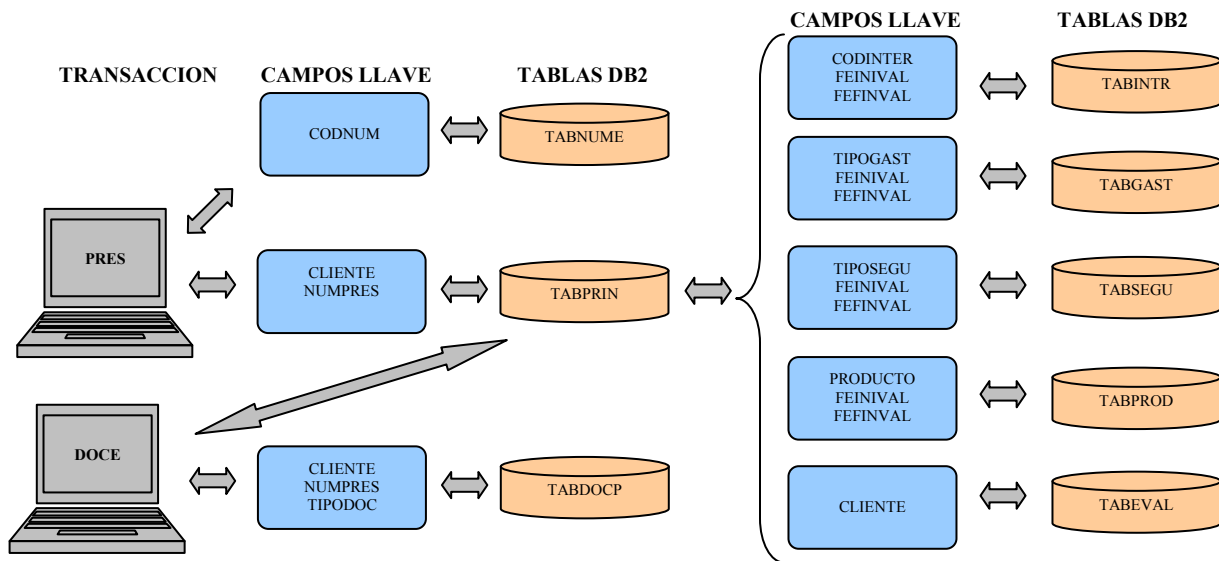 CAMPOS LLAVE
TABLAS DB2
TRANSACCION
CAMPOS LLAVE
TABLAS DB2
CODNUM
TABNUME
PRES
CLIENTE
NUMPRES
TABPRIN
DOCE
CLIENTE
NUMPRES
TIPODOC
TABDOCP
CODINTER
FEINIVAL
FEFINVAL
TABINTR
TIPOGAST
FEINIVAL
FEFINVAL
TABGAST
TIPOSEGU
FEINIVAL
FEFINVAL
TABSEGU
PRODUCTO
FEINIVAL
FEFINVAL
TABPROD
CLIENTE
TABEVAL